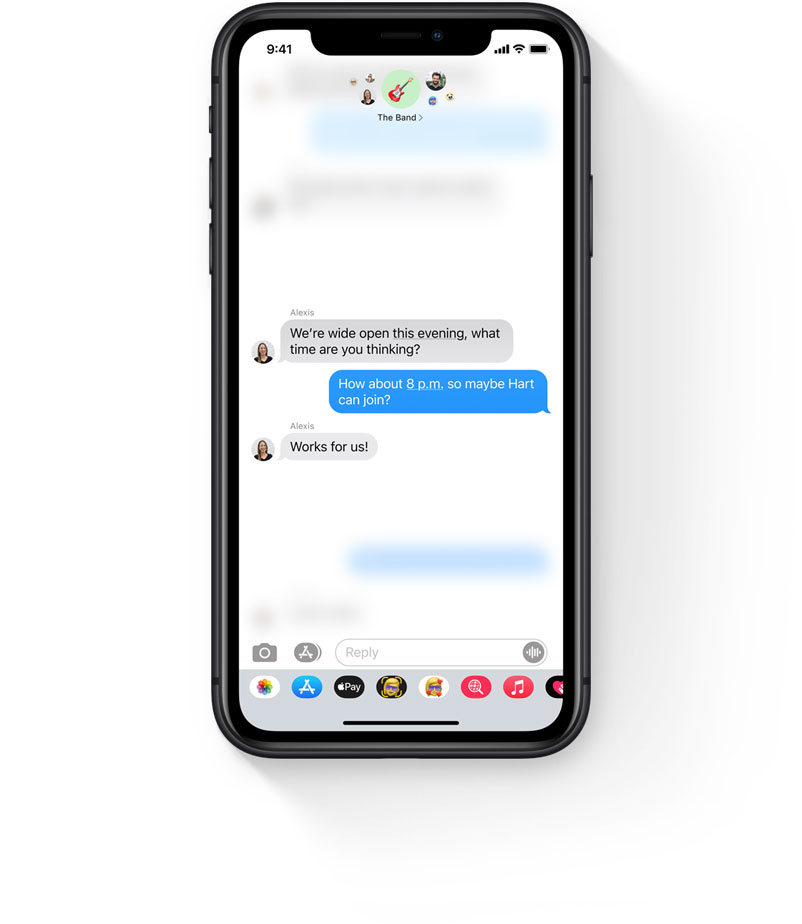 9:41
The Band >
Alexis
We're wide open this evening, what
time are you thinking?
How about 8 p.m. so maybe Hart
can join?
Alexis
Works for us!
Reply
Pay